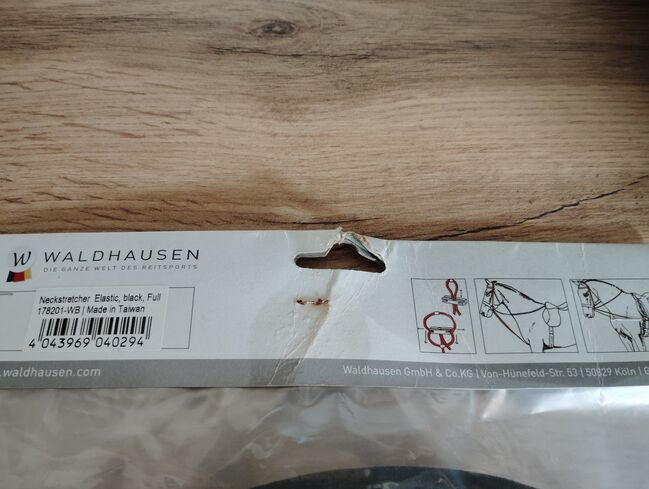 W WALDHAUSEN
DIE GANZE WELT DES REITSPORTS
Neckstretcher Elastic, black, Full
178201-WB | Made in Taiwan
4 043969 040294
.waldhausen.com
Waldhausen GmbH & Co.KG | Von-Hünefeld-Str. 53 | 50829 Köln | G